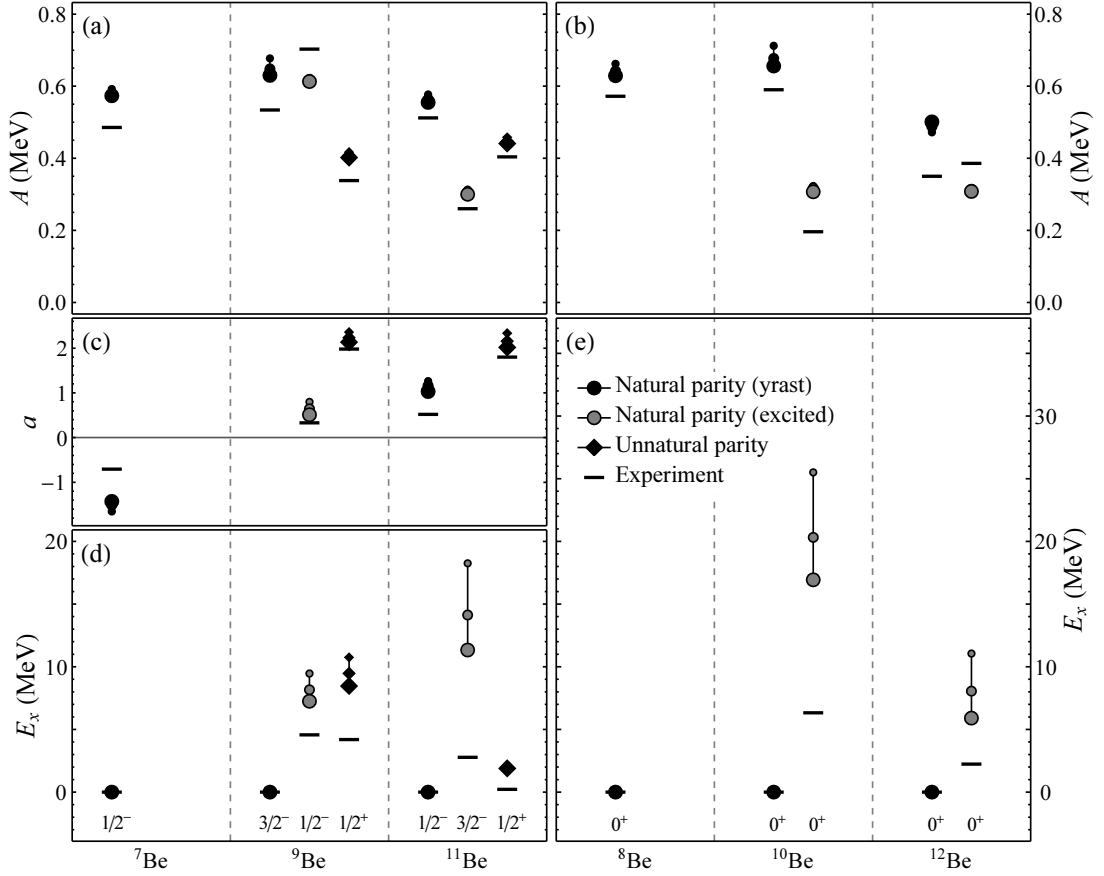 (a)
0.8
0.6
0.4
0.2
0.0
A (MeV)
(b)
0.8
0.6
0.4
0.2
0.0
A (MeV)
(c)
2
1
0
−1
a
(d)
20
10
0
E_x (MeV)
1/2⁻ 3/2⁻ 1/2⁻ 1/2⁺ 1/2⁻ 3/2⁻ 1/2⁺
⁷Be ⁹Be ¹¹Be
(e)
Natural parity (yrast)
Natural parity (excited)
Unnatural parity
Experiment
30
20
10
0
E_x (MeV)
0⁺ 0⁺ 0⁺ 0⁺ 0⁺
⁸Be ¹⁰Be ¹²Be